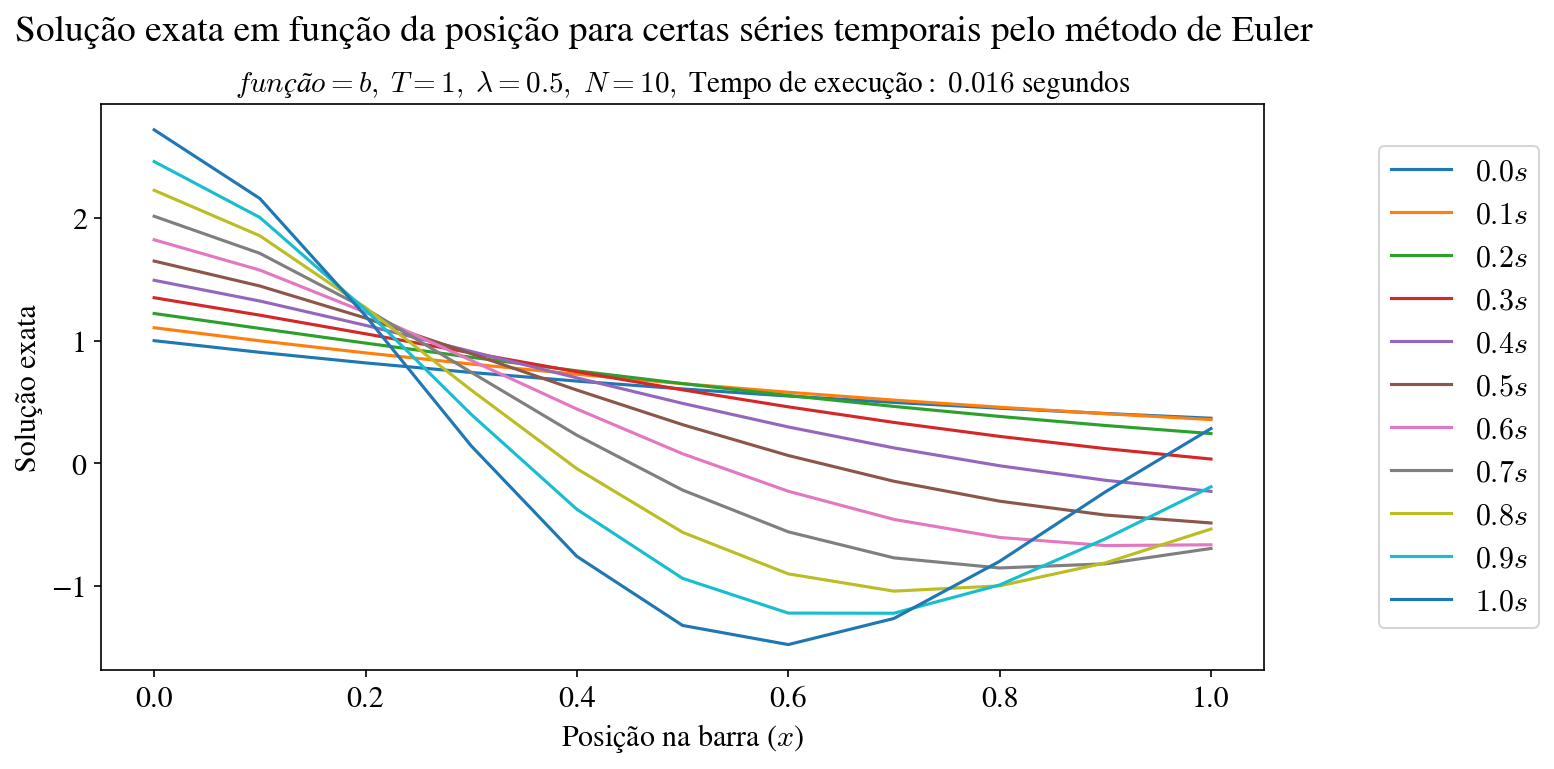 Solução exata em função da posição para certas séries temporais pelo método de Euler
função = b, T = 1, λ = 0.5, N = 10, Tempo de execução : 0.016 segundos
Solução exata
2
1
0
−1
0.0 0.2 0.4 0.6 0.8 1.0
Posição na barra (x)
0.0s
0.1s
0.2s
0.3s
0.4s
0.5s
0.6s
0.7s
0.8s
0.9s
1.0s